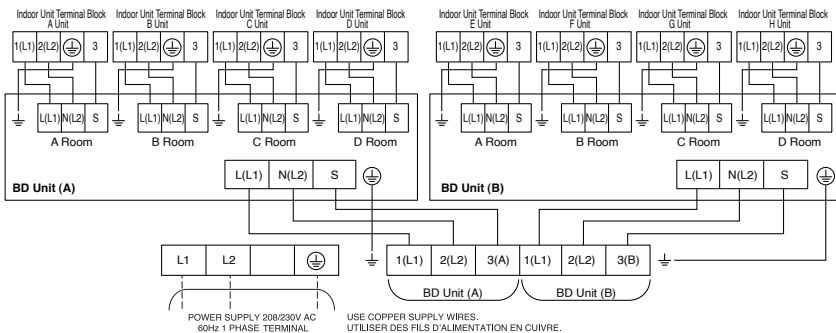 Indoor Unit Terminal Block Indoor Unit Terminal Block Indoor Unit Terminal Block Indoor Unit Terminal Block Indoor Unit Terminal Block Indoor Unit Terminal Block Indoor Unit Terminal Block Indoor Unit Terminal Block
A Unit B Unit C Unit D Unit E Unit F Unit G Unit H Unit
1(L1) 2(L2) 3 1(L1) 2(L2) 3 1(L1) 2(L2) 3 1(L1) 2(L2) 3 1(L1) 2(L2) 3 1(L1) 2(L2) 3 1(L1) 2(L2) 3 1(L1) 2(L2) 3
L(L1) N(L2) S L(L1) N(L2) S L(L1) N(L2) S L(L1) N(L2) S L(L1) N(L2) S L(L1) N(L2) S L(L1) N(L2) S L(L1) N(L2) S
A Room B Room C Room D Room A Room B Room C Room D Room
L(L1) N(L2) S L(L1) N(L2) S
BD Unit (A) BD Unit (B)
L1 L2 1(L1) 2(L2) 3(A) 1(L1) 2(L2) 3(B)
BD Unit (A) BD Unit (B)
POWER SUPPLY 208/230V AC USE COPPER SUPPLY WIRES.
60Hz 1 PHASE TERMINAL UTILISER DES FILS D'ALIMENTATION EN CUIVRE.